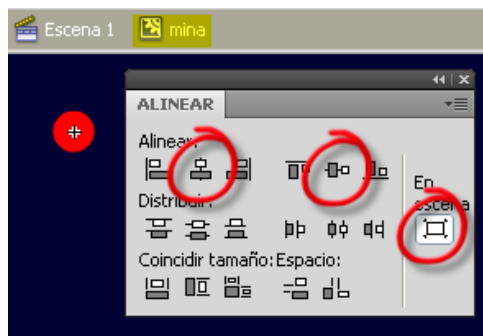 Escena 1 mina
ALINEAR
Alinear:
En
escena
Distribuir:
Coincidir tamaño: Espacio: